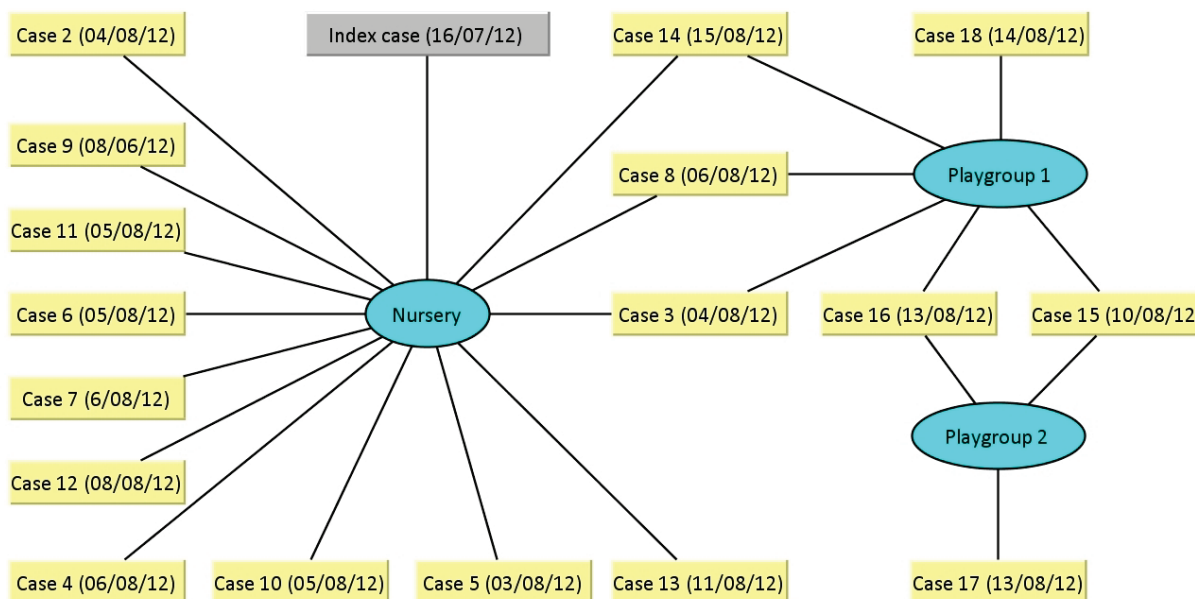 Case 2 (04/08/12)
Index case (16/07/12)
Case 14 (15/08/12)
Case 18 (14/08/12)
Case 9 (08/06/12)
Case 8 (06/08/12)
Playgroup 1
Case 11 (05/08/12)
Case 6 (05/08/12)
Nursery
Case 3 (04/08/12)
Case 16 (13/08/12)
Case 15 (10/08/12
Case 7 (6/08/12)
Playgroup 2
Case 12 (08/08/12)
Case 4 (06/08/12)
Case 10 (05/08/12)
Case 5 (03/08/12)
Case 13 (11/08/12)
Case 17 (13/08/12)